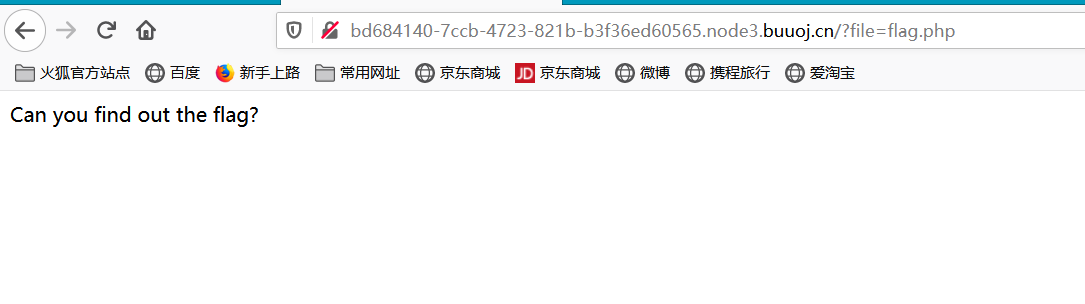 bd684140-7ccb-4723-821b-b3f36ed60565.node3.buuoj.cn/?file=flag.php
火狐官方站点 百度 新手上路 常用网址 京东商城 JD 京东商城 微博 携程旅行 爱淘宝
Can you find out the flag?